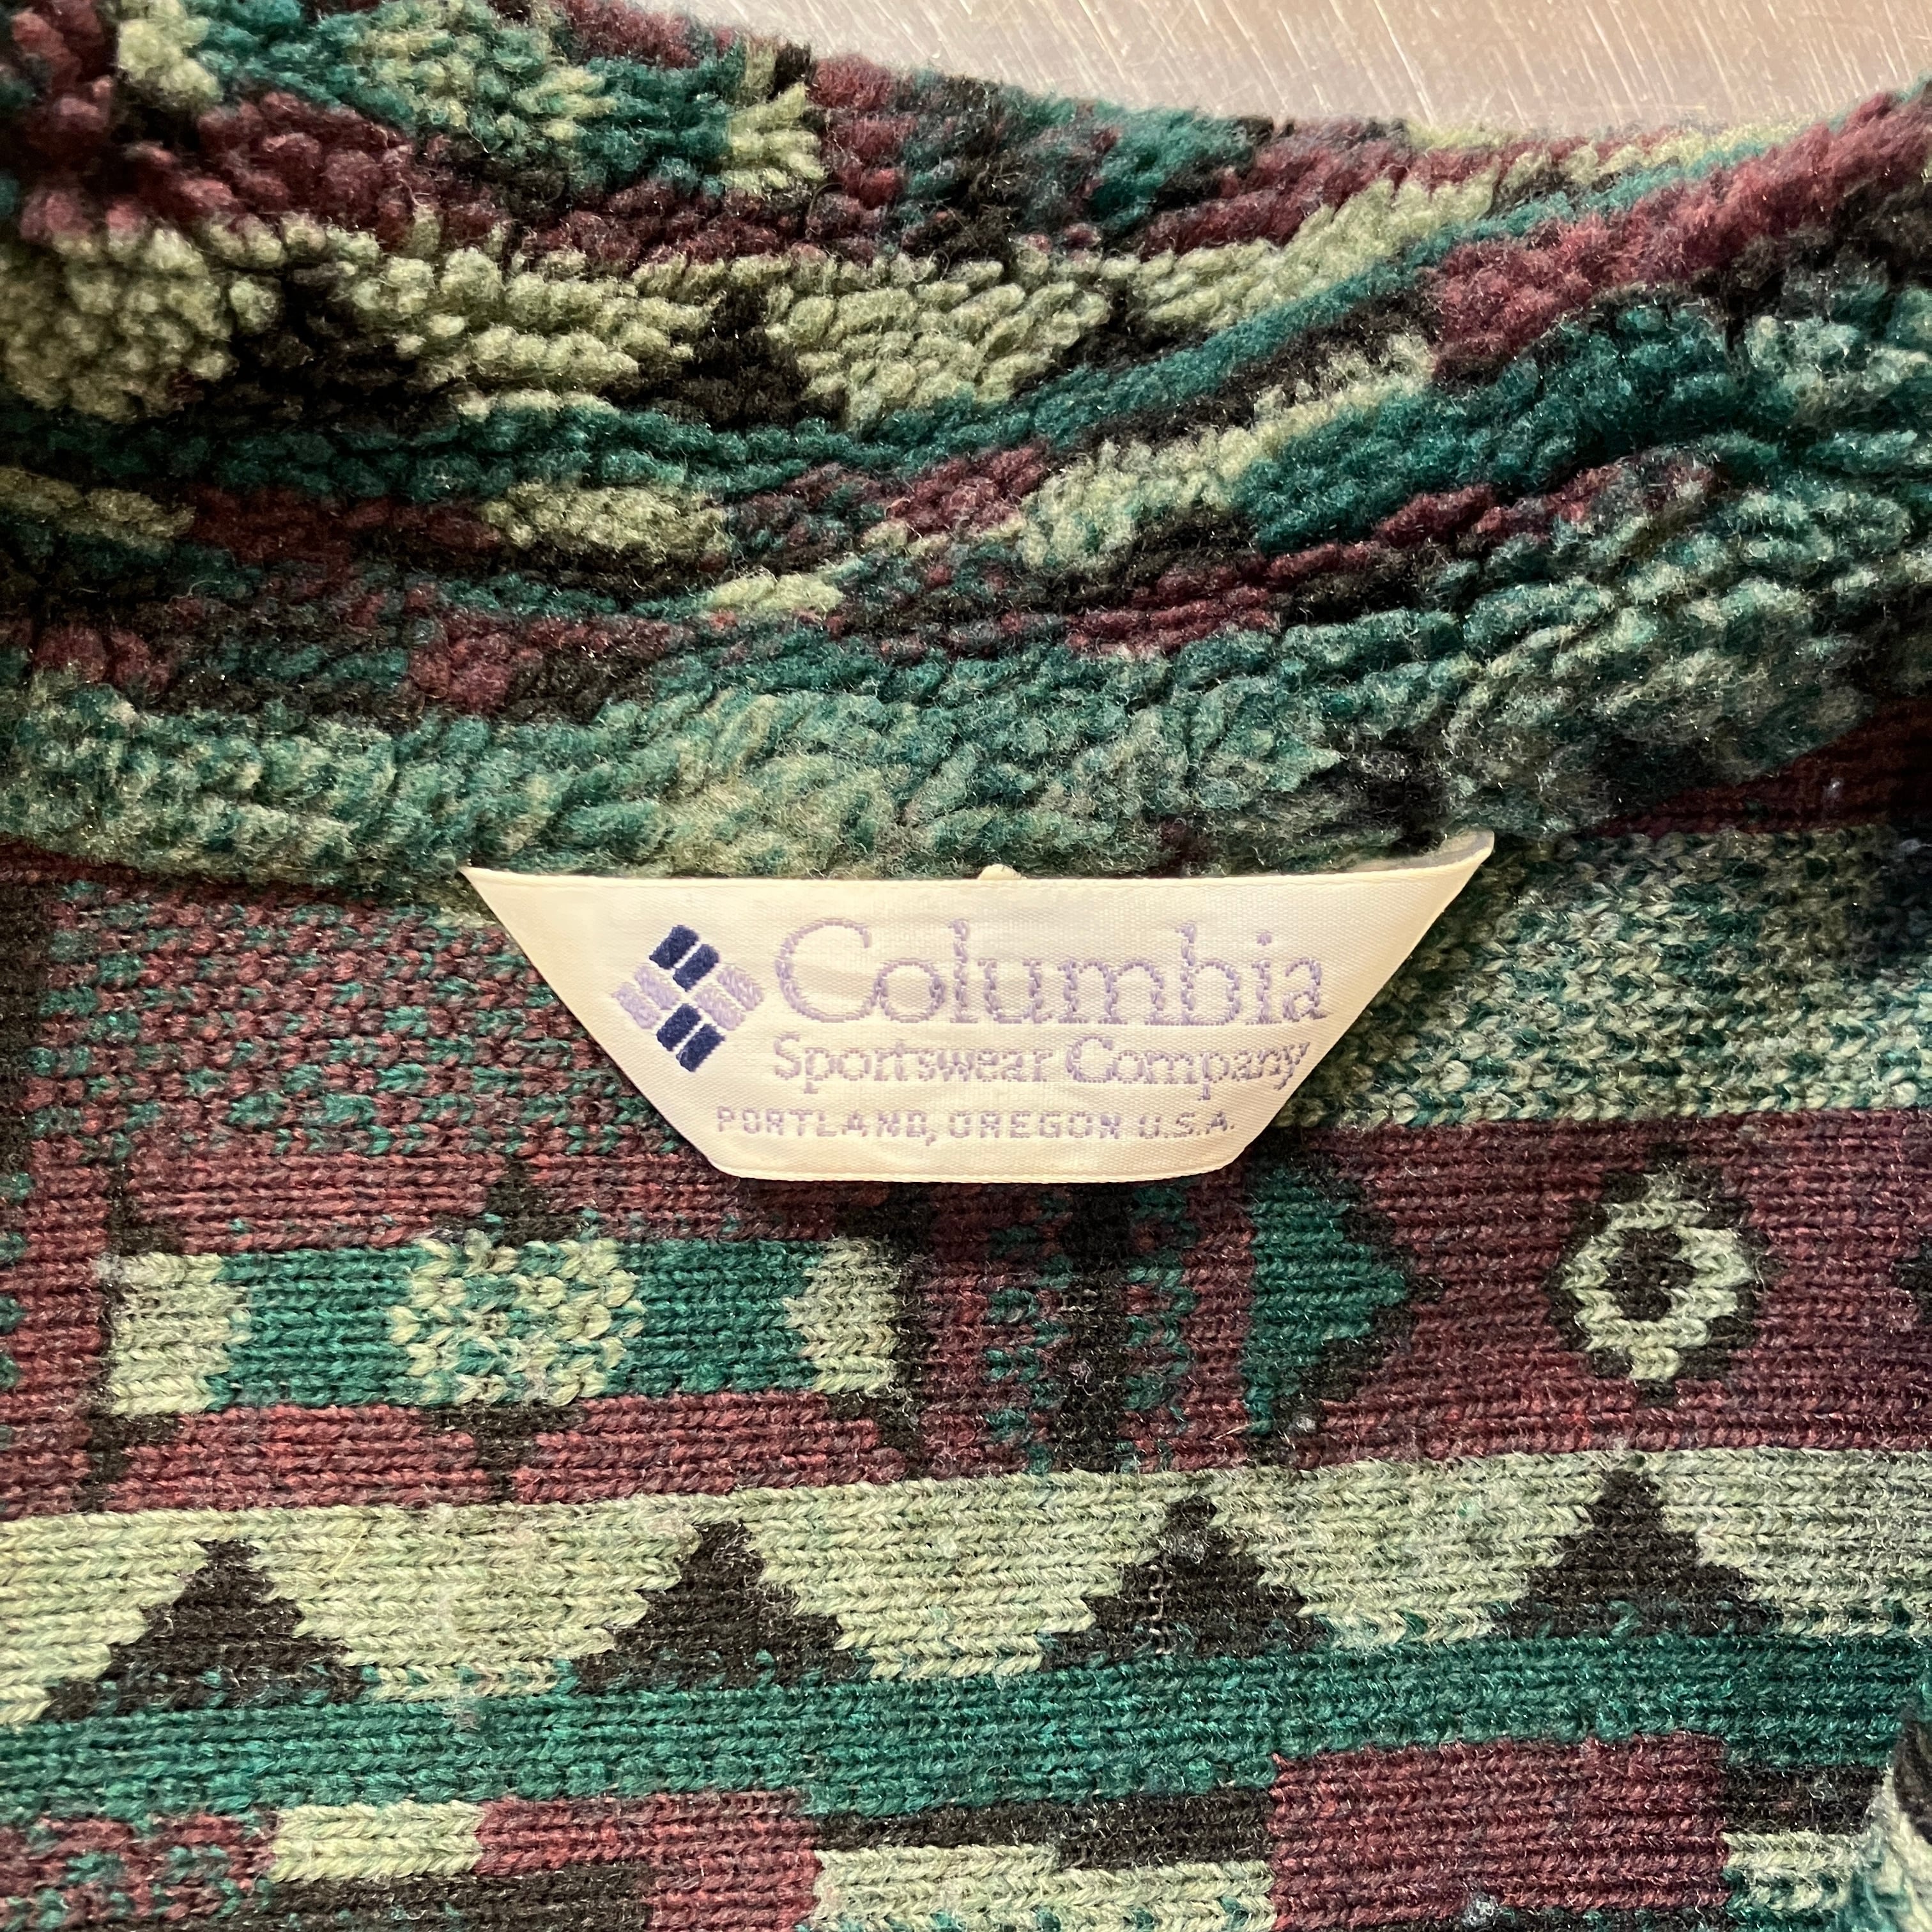 Columbia
Sportswear Company
PORTLAND, OREGON U.S.A.